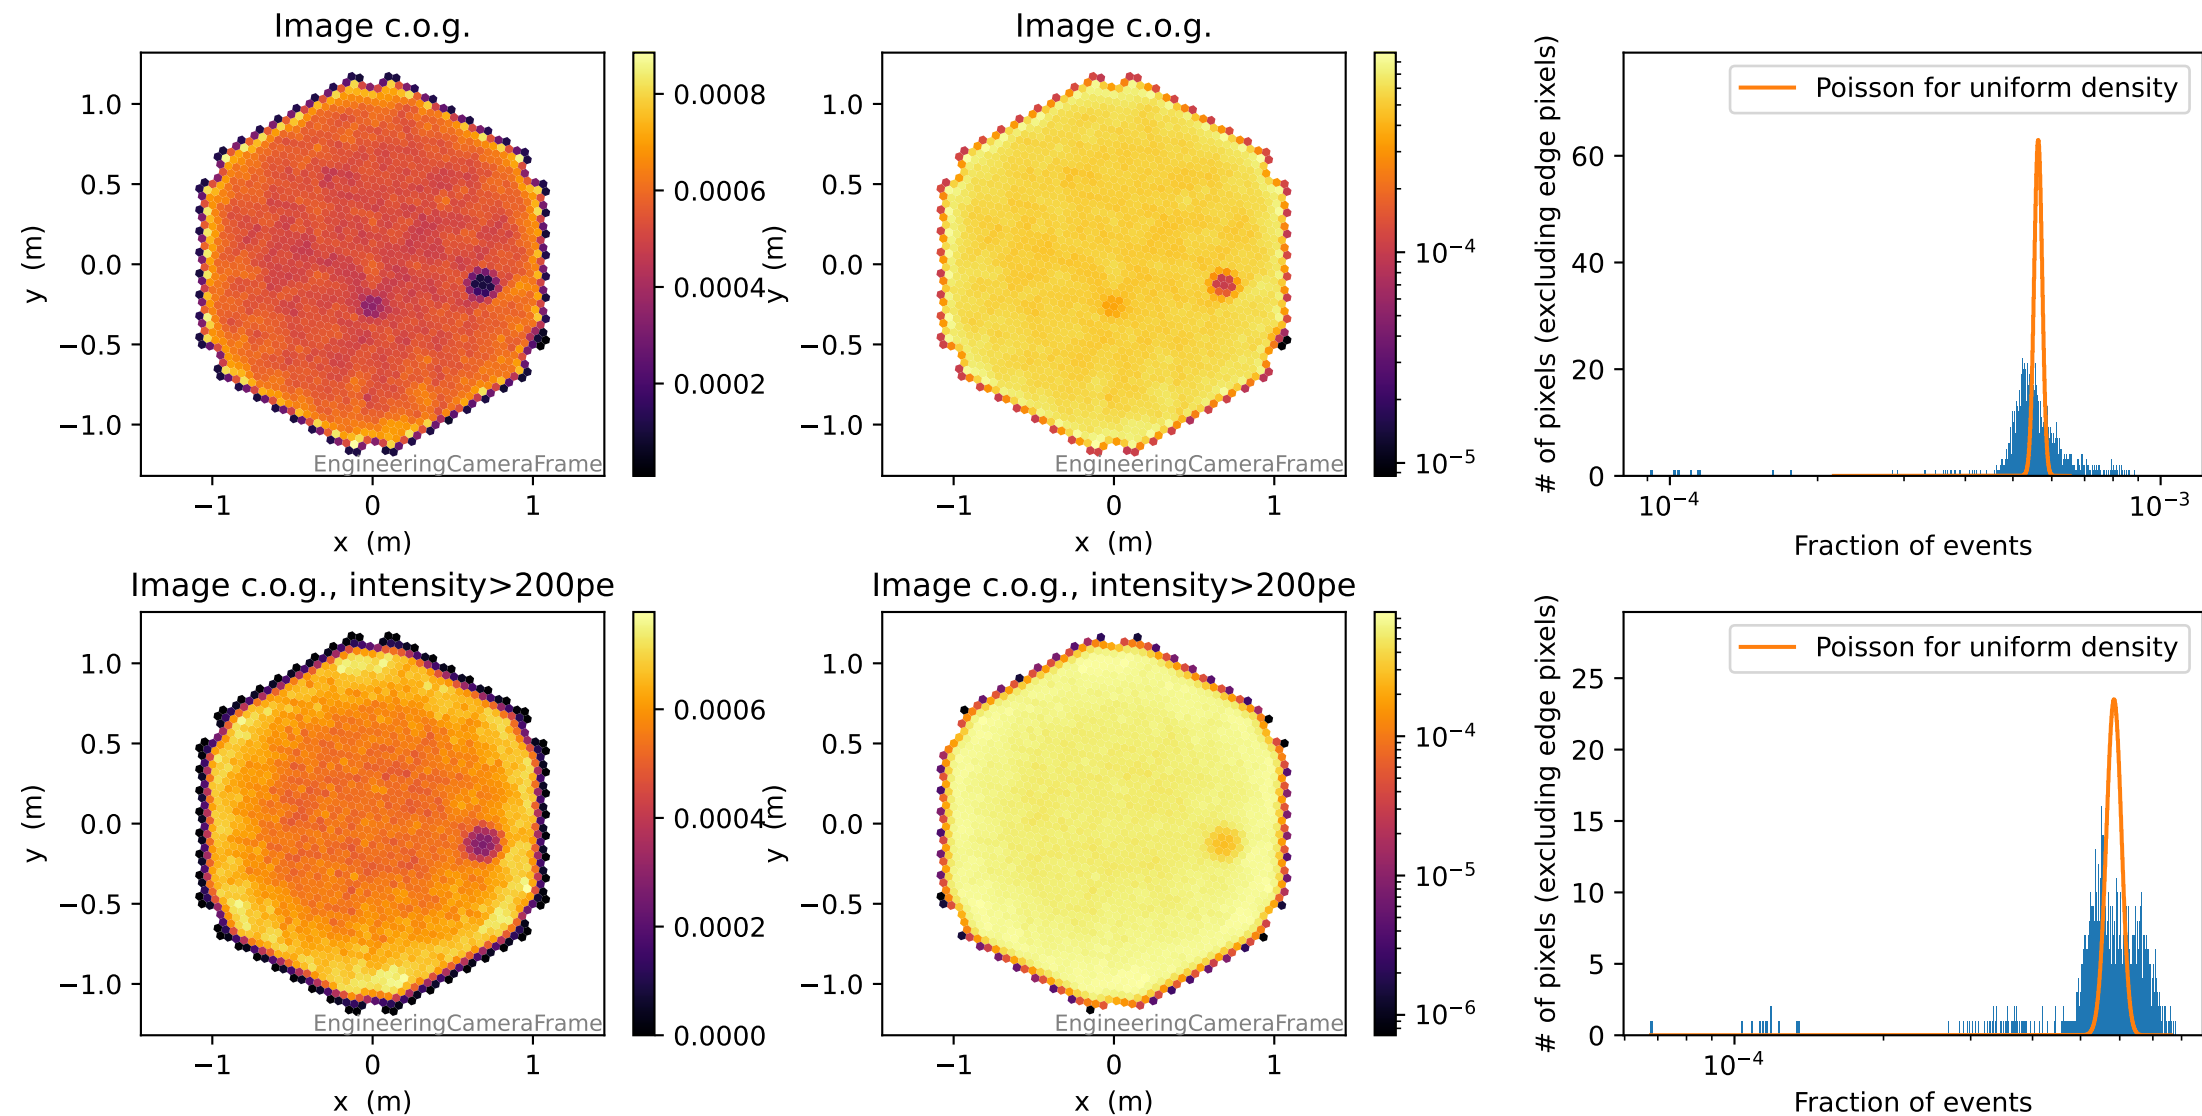 Image c.o.g.
1.0
0.5
0.0
−0.5
−1.0
y (m)
−1
0
1
x (m)
EngineeringCameraFrame
0.0008
0.0006
0.0004
0.0002
Image c.o.g.
1.0
0.5
0.0
−0.5
−1.0
y (m)
−1
0
1
x (m)
EngineeringCameraFrame
10⁻⁴
10⁻⁵
# of pixels (excluding edge pixels)
60
40
20
0
Poisson for uniform density
10⁻⁴
10⁻³
Fraction of events
Image c.o.g., intensity>200pe
1.0
0.5
0.0
−0.5
−1.0
y (m)
−1
0
1
x (m)
EngineeringCameraFrame
0.0006
0.0004
0.0002
0.0000
Image c.o.g., intensity>200pe
1.0
0.5
0.0
−0.5
−1.0
y (m)
−1
0
1
x (m)
EngineeringCameraFrame
10⁻⁴
10⁻⁵
10⁻⁶
# of pixels (excluding edge pixels)
25
20
15
10
5
0
Poisson for uniform density
10⁻⁴
Fraction of events